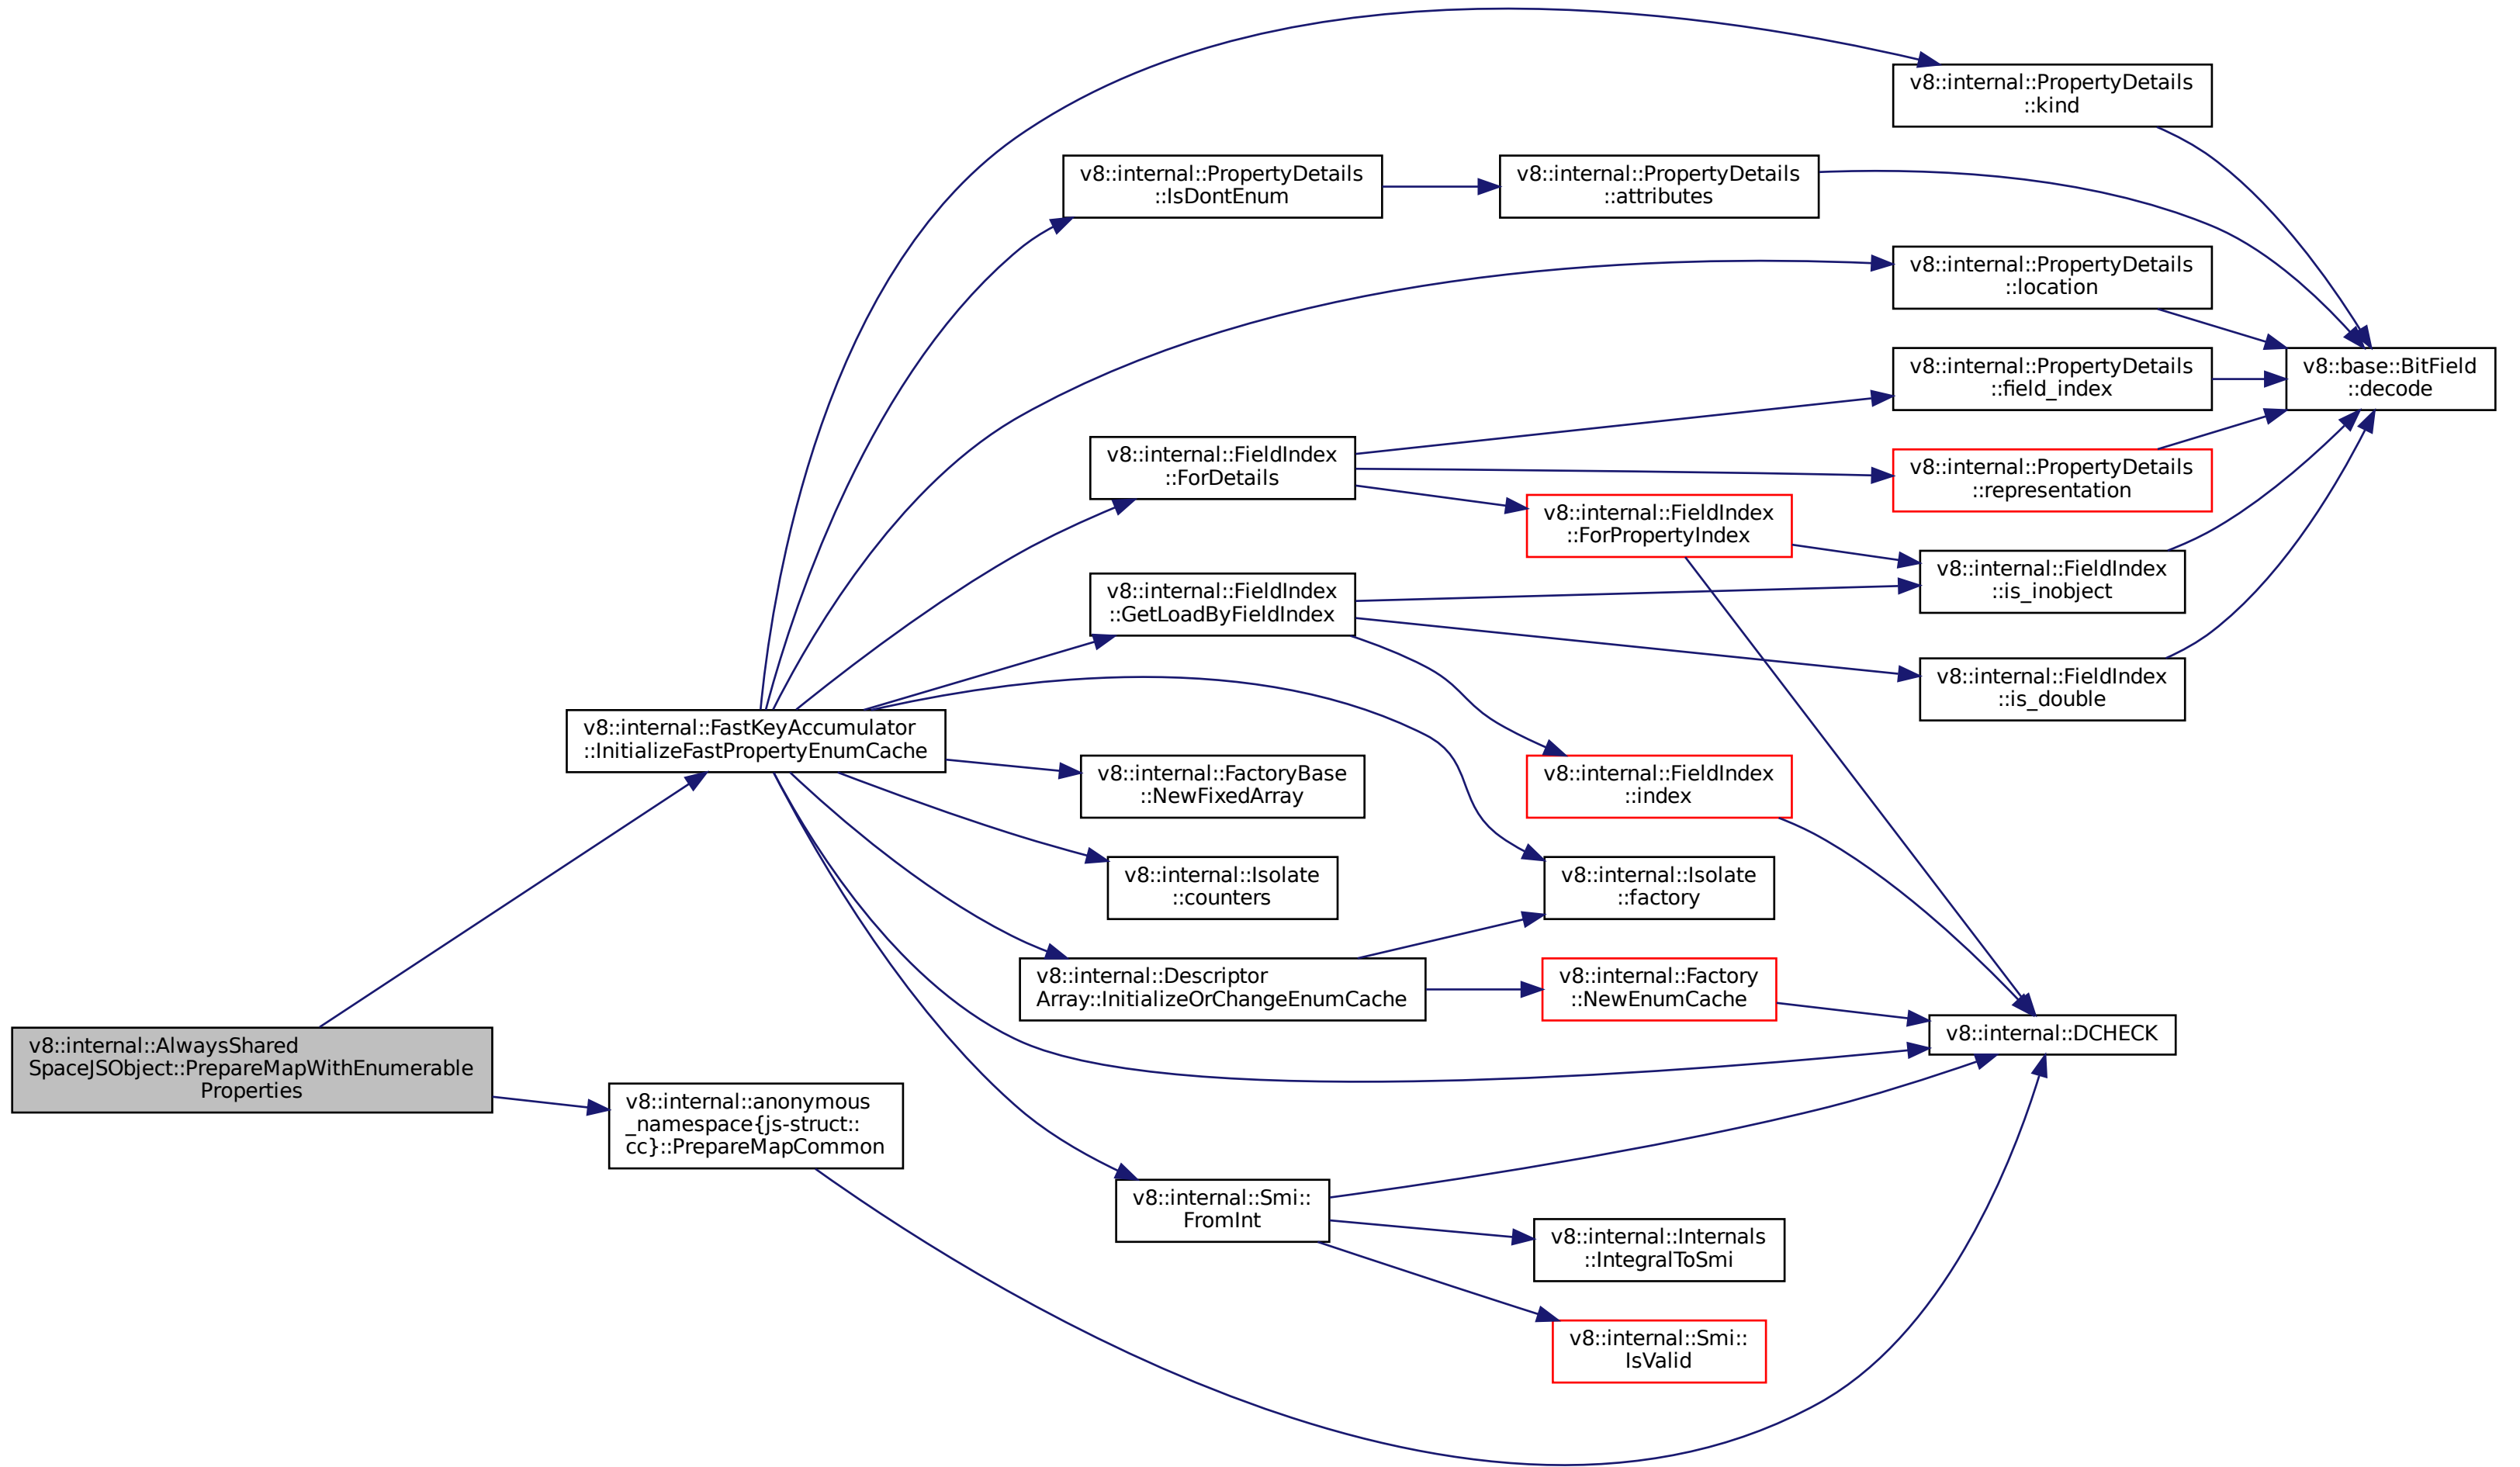 v8::internal::AlwaysShared
SpaceJSObject::PrepareMapWithEnumerable
Properties
v8::internal::FastKeyAccumulator
::InitializeFastPropertyEnumCache
v8::internal::anonymous
_namespace{js-struct::
cc}::PrepareMapCommon
v8::internal::PropertyDetails
::IsDontEnum
v8::internal::FieldIndex
::ForDetails
v8::internal::FieldIndex
::GetLoadByFieldIndex
v8::internal::FactoryBase
::NewFixedArray
v8::internal::Isolate
::counters
v8::internal::Descriptor
Array::InitializeOrChangeEnumCache
v8::internal::Smi::
FromInt
v8::internal::PropertyDetails
::attributes
v8::internal::FieldIndex
::ForPropertyIndex
v8::internal::FieldIndex
::index
v8::internal::Isolate
::factory
v8::internal::Factory
::NewEnumCache
v8::internal::Internals
::IntegralToSmi
v8::internal::Smi::
IsValid
v8::internal::PropertyDetails
::kind
v8::internal::PropertyDetails
::location
v8::internal::PropertyDetails
::field_index
v8::internal::PropertyDetails
::representation
v8::internal::FieldIndex
::is_inobject
v8::internal::FieldIndex
::is_double
v8::internal::DCHECK
v8::base::BitField
::decode